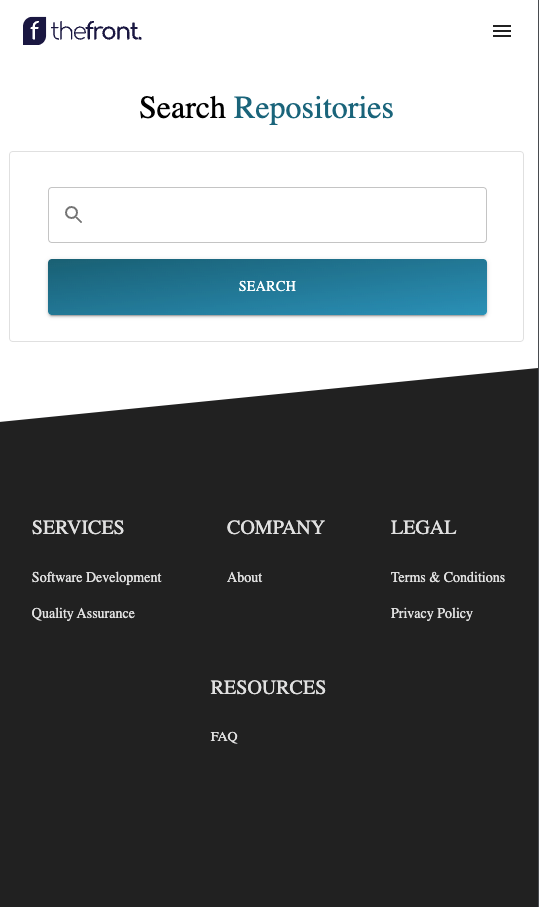 f thefront.
Search Repositories
SEARCH
SERVICES
Software Development
Quality Assurance
COMPANY
About
LEGAL
Terms & Conditions
Privacy Policy
RESOURCES
FAQ